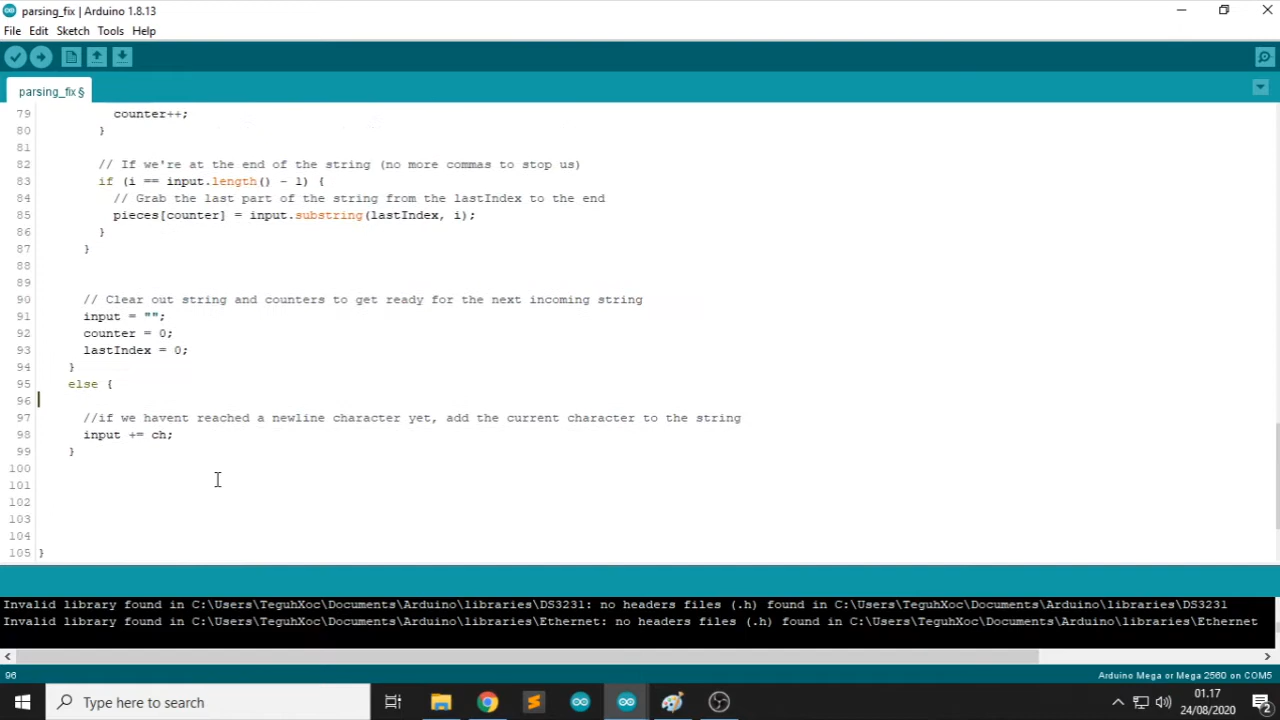 parsing_fix | Arduino 1.8.13
File Edit Sketch Tools Help
parsing_fix §
79 counter++;
80 }
81
82 // If we're at the end of the string (no more commas to stop us)
83 if (i == input.length() - 1) {
84 // Grab the last part of the string from the lastIndex to the end
85 pieces[counter] = input.substring(lastIndex, i);
86 }
87 }
88
89
90 // Clear out string and counters to get ready for the next incoming string
91 input = "";
92 counter = 0;
93 lastIndex = 0;
94 }
95 else {
96
97 //if we havent reached a newline character yet, add the current character to the string
98 input += ch;
99 }
100
101
102
103
104
105 }
Invalid library found in C:\Users\TeguhXoc\Documents\Arduino\libraries\DS3231: no headers files (.h) found in C:\Users\TeguhXoc\Documents\Arduino\libraries\DS3231
Invalid library found in C:\Users\TeguhXoc\Documents\Arduino\libraries\Ethernet: no headers files (.h) found in C:\Users\TeguhXoc\Documents\Arduino\libraries\Ethernet
96 Arduino Mega or Mega 2560 on COM5
Type here to search
01.17
24/08/2020
2